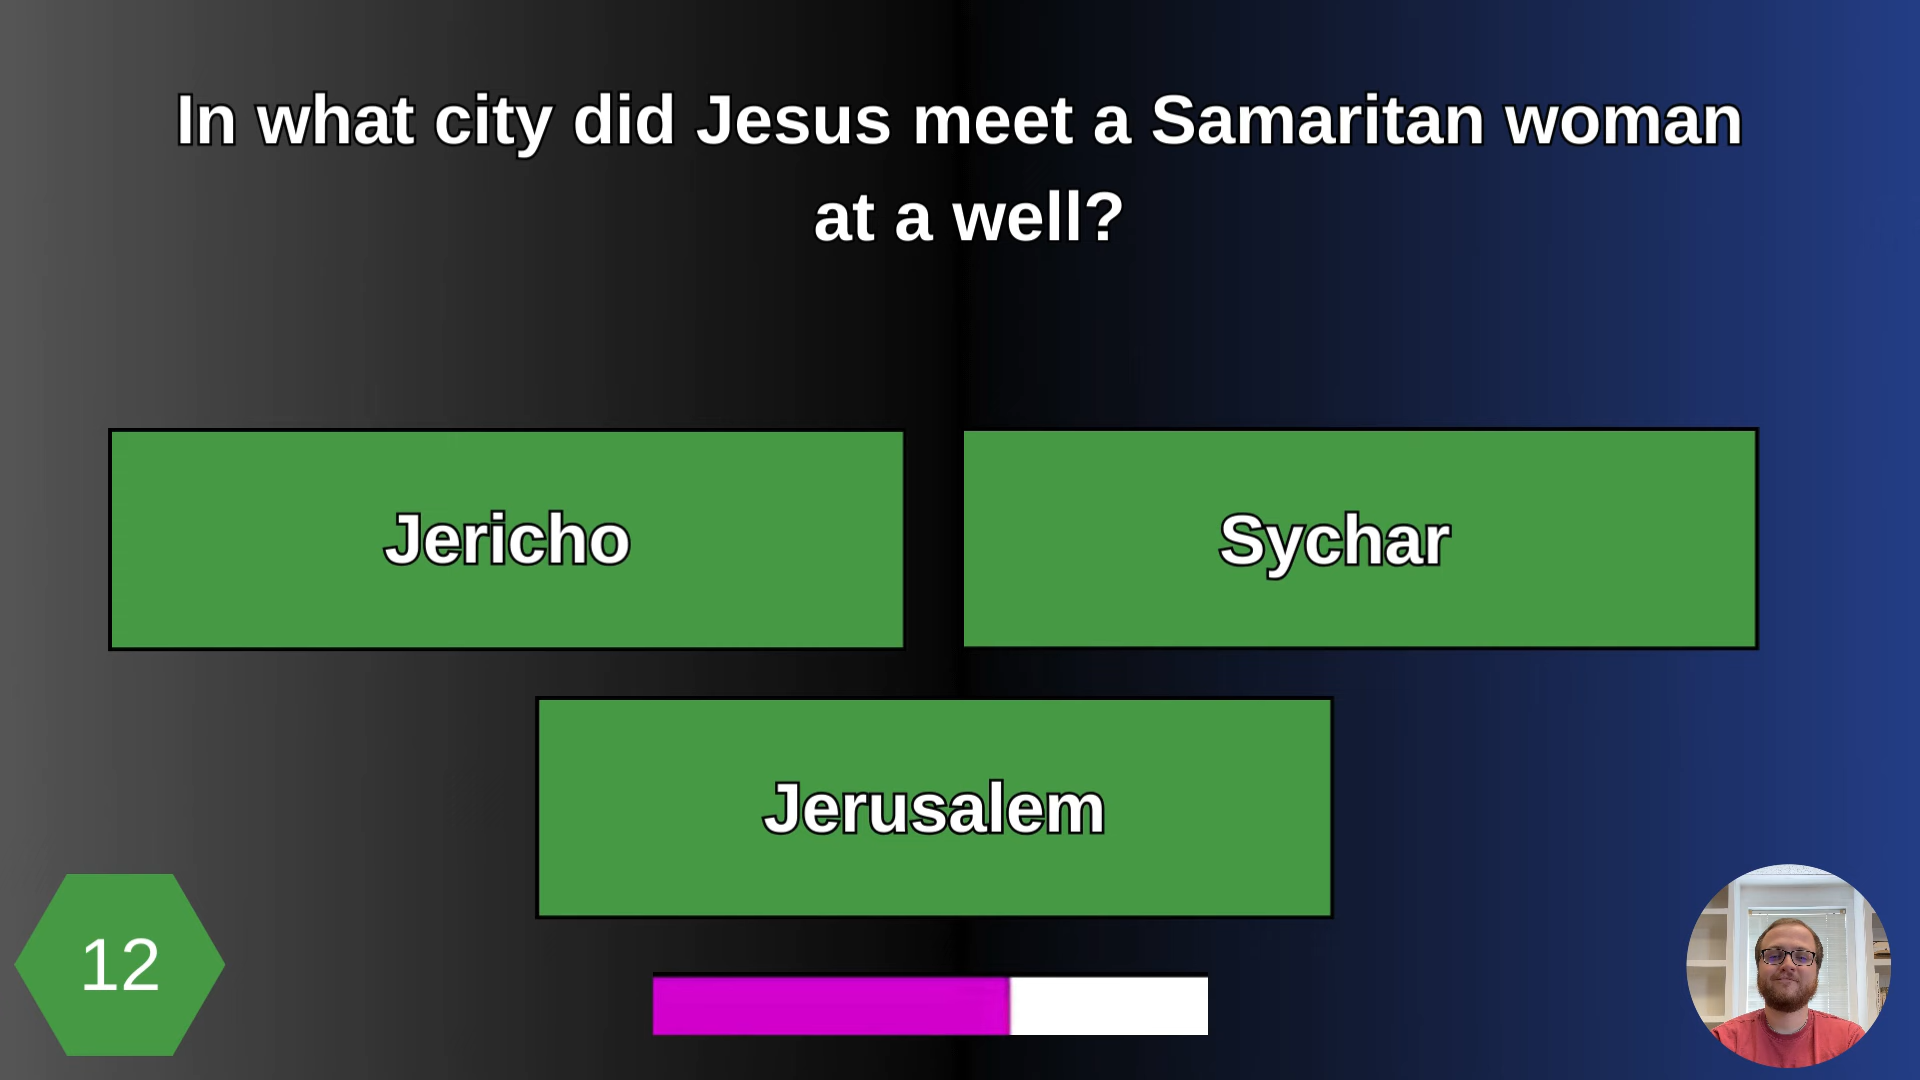 In what city did Jesus meet a Samaritan woman
at a well?
Jericho
Sychar
Jerusalem
12